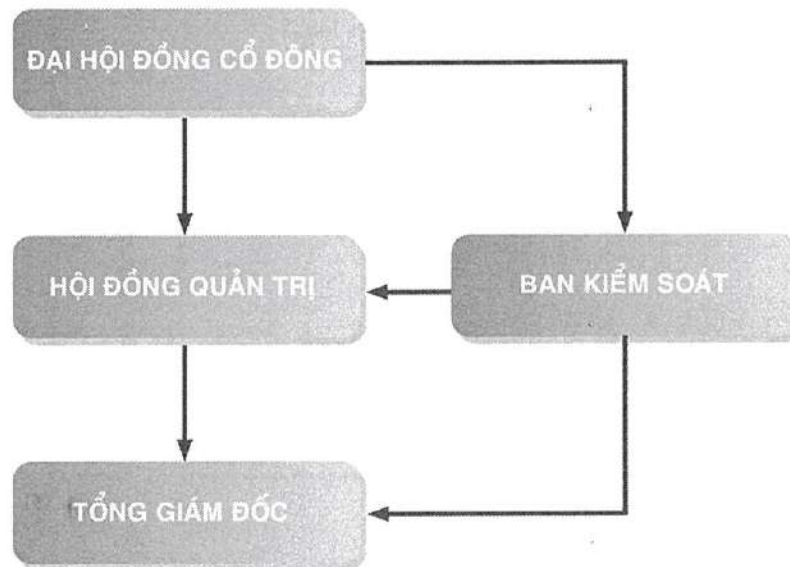 ĐẠI HỘI ĐỒNG CỔ ĐÔNG
HỘI ĐỒNG QUẢN TRỊ
BAN KIỂM SOÁT
TỔNG GIÁM ĐỐC